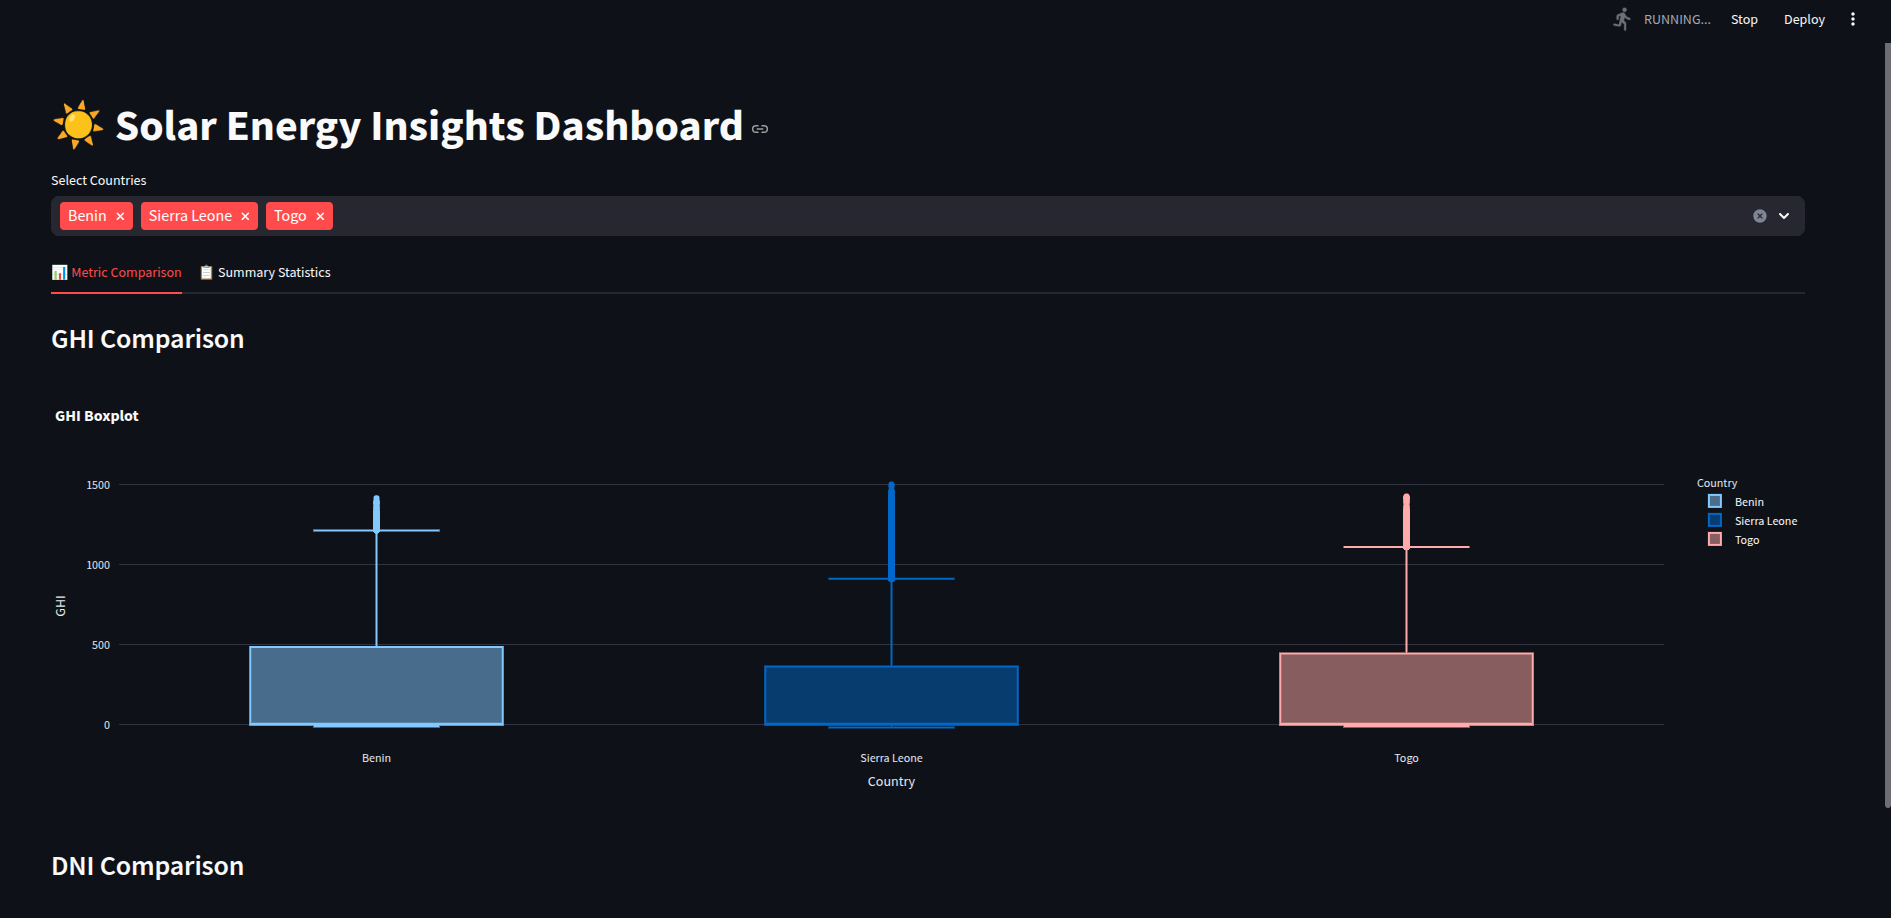 RUNNING... Stop Deploy
Solar Energy Insights Dashboard
Select Countries
Benin × Sierra Leone × Togo ×
Metric Comparison Summary Statistics
GHI Comparison
GHI Boxplot
1500
1000
500
0
GHI
Benin Sierra Leone Togo
Country
Country
Benin
Sierra Leone
Togo
DNI Comparison